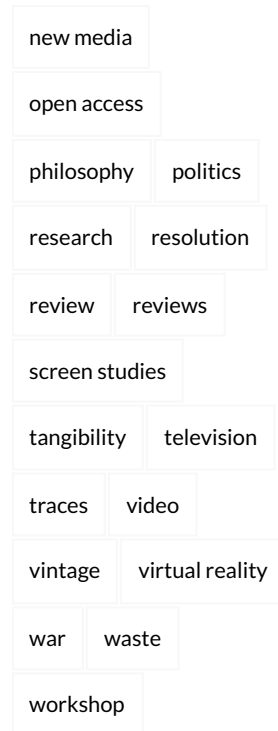 new media
open access
philosophy politics
research resolution
review reviews
screen studies
tangibility television
traces video
vintage virtual reality
war waste
workshop